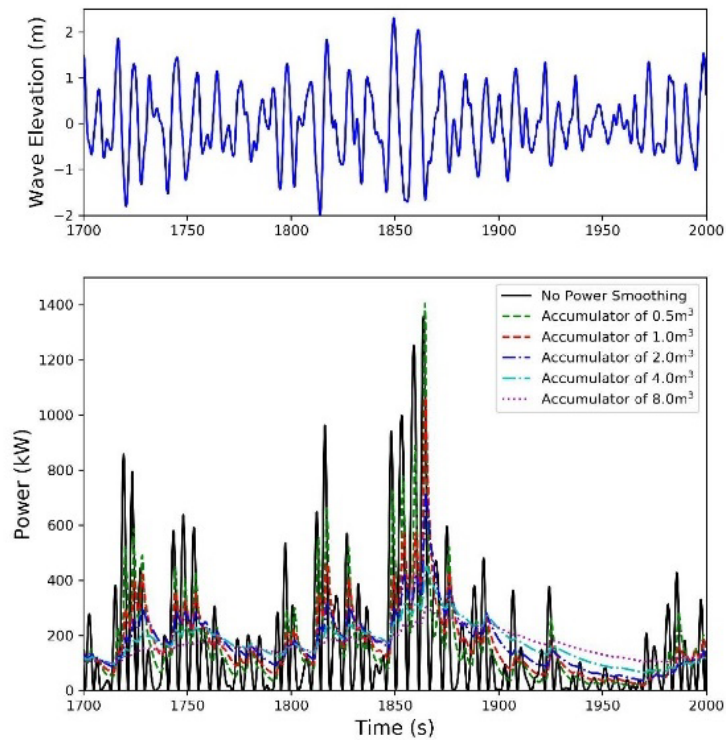 Wave Elevation (m)
2
1
0
−1
−2
1700 1750 1800 1850 1900 1950 2000
Power (kW)
1400
1200
1000
800
600
400
200
0
No Power Smoothing
Accumulator of 0.5m³
Accumulator of 1.0m³
Accumulator of 2.0m³
Accumulator of 4.0m³
Accumulator of 8.0m³
1700 1750 1800 1850 1900 1950 2000
Time (s)